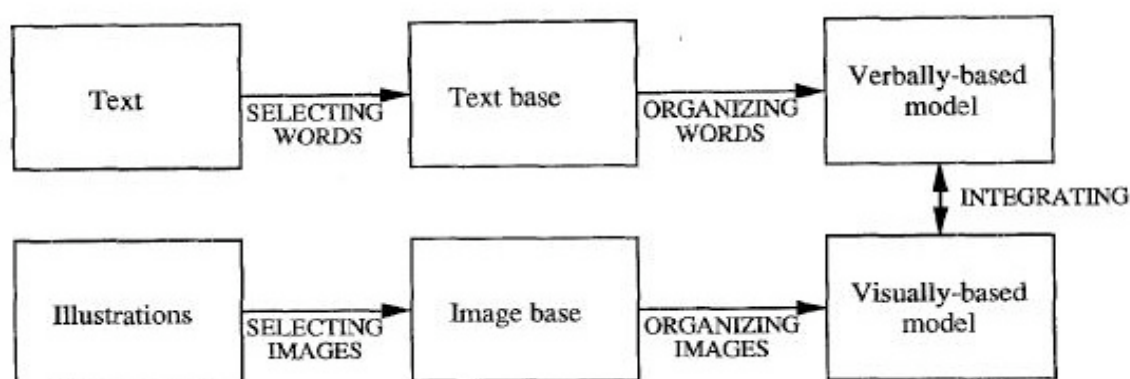 Text
SELECTING
WORDS
Text base
ORGANIZING
WORDS
Verbally-based
model
INTEGRATING
Illustrations
SELECTING
IMAGES
Image base
ORGANIZING
IMAGES
Visually-based
model